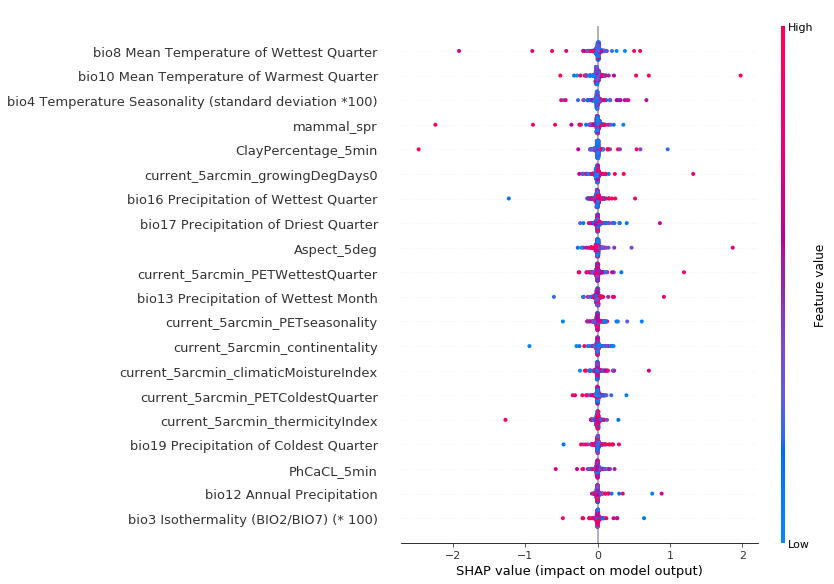 High
bio8 Mean Temperature of Wettest Quarter
bio10 Mean Temperature of Warmest Quarter
bio4 Temperature Seasonality (standard deviation *100)
mammal_spr
ClayPercentage_5min
current_5arcmin_growingDegDays0
bio16 Precipitation of Wettest Quarter
bio17 Precipitation of Driest Quarter
Aspect_5deg
current_5arcmin_PETWettestQuarter
bio13 Precipitation of Wettest Month
current_5arcmin_PETseasonality
current_5arcmin_continentality
current_5arcmin_climaticMoistureIndex
current_5arcmin_PETColdestQuarter
current_5arcmin_thermicityIndex
bio19 Precipitation of Coldest Quarter
PhCaCL_5min
bio12 Annual Precipitation
bio3 Isothermality (BIO2/BIO7) (* 100)
Feature value
Low
−2 −1 0 1 2
SHAP value (impact on model output)